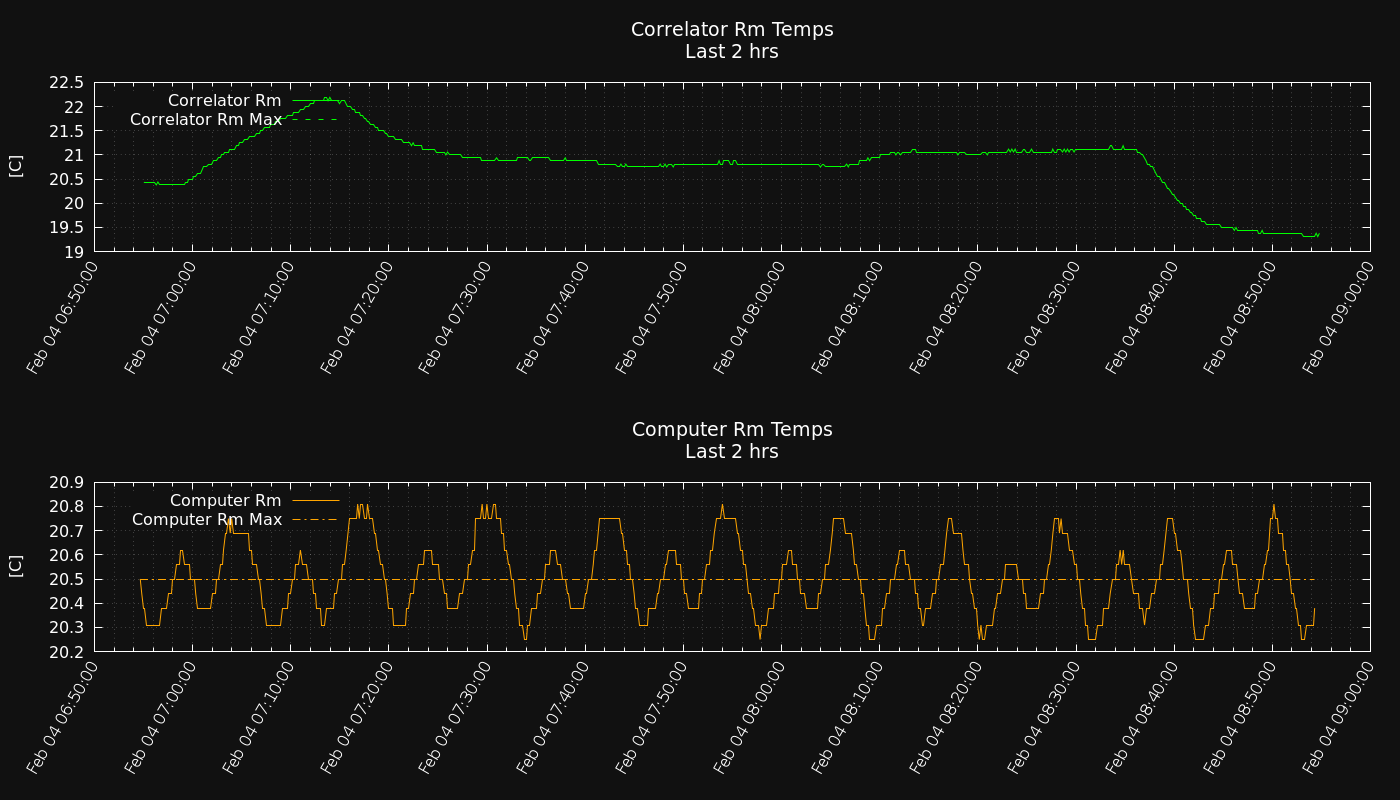 Correlator Rm Temps
Last 2 hrs
22.5
22
21.5
21
20.5
20
19.5
19
[C]
Correlator Rm
Correlator Rm Max
Feb 04 06:50:00
Feb 04 07:00:00
Feb 04 07:10:00
Feb 04 07:20:00
Feb 04 07:30:00
Feb 04 07:40:00
Feb 04 07:50:00
Feb 04 08:00:00
Feb 04 08:10:00
Feb 04 08:20:00
Feb 04 08:30:00
Feb 04 08:40:00
Feb 04 08:50:00
Feb 04 09:00:00
Computer Rm Temps
Last 2 hrs
20.9
20.8
20.7
20.6
20.5
20.4
20.3
20.2
[C]
Computer Rm
Computer Rm Max
Feb 04 06:50:00
Feb 04 07:00:00
Feb 04 07:10:00
Feb 04 07:20:00
Feb 04 07:30:00
Feb 04 07:40:00
Feb 04 07:50:00
Feb 04 08:00:00
Feb 04 08:10:00
Feb 04 08:20:00
Feb 04 08:30:00
Feb 04 08:40:00
Feb 04 08:50:00
Feb 04 09:00:00